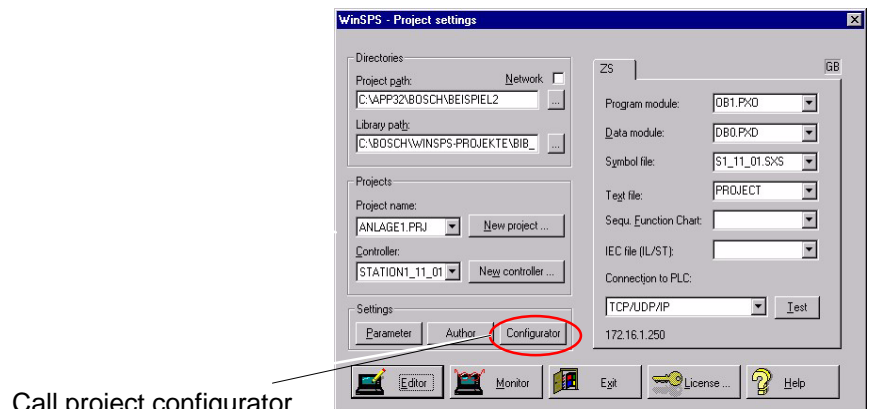 WinSPS - Project settings
Directories
Project path:
Network
C:\APP32\BOSCH\BEISPIEL2
...
Library path:
C:\BOSCH\WINSPS-PROJEKTE\BIB_
...
Projects
Project name:
ANLAGE1.PRJ
New project ...
Controller:
STATION1_11_01
New controller ...
Settings
Parameter
Author
Configurator
ZS
GB
Program module:
OB1.PXO
Data module:
DB0.PXD
Symbol file:
S1_11_01.SXS
Text file:
PROJECT
Sequ. Function Chart:
IEC file (IL/ST):
Connection to PLC:
TCP/UDP/IP
Test
172.16.1.250
Editor
Monitor
Exit
License ...
Help
Call project configurator